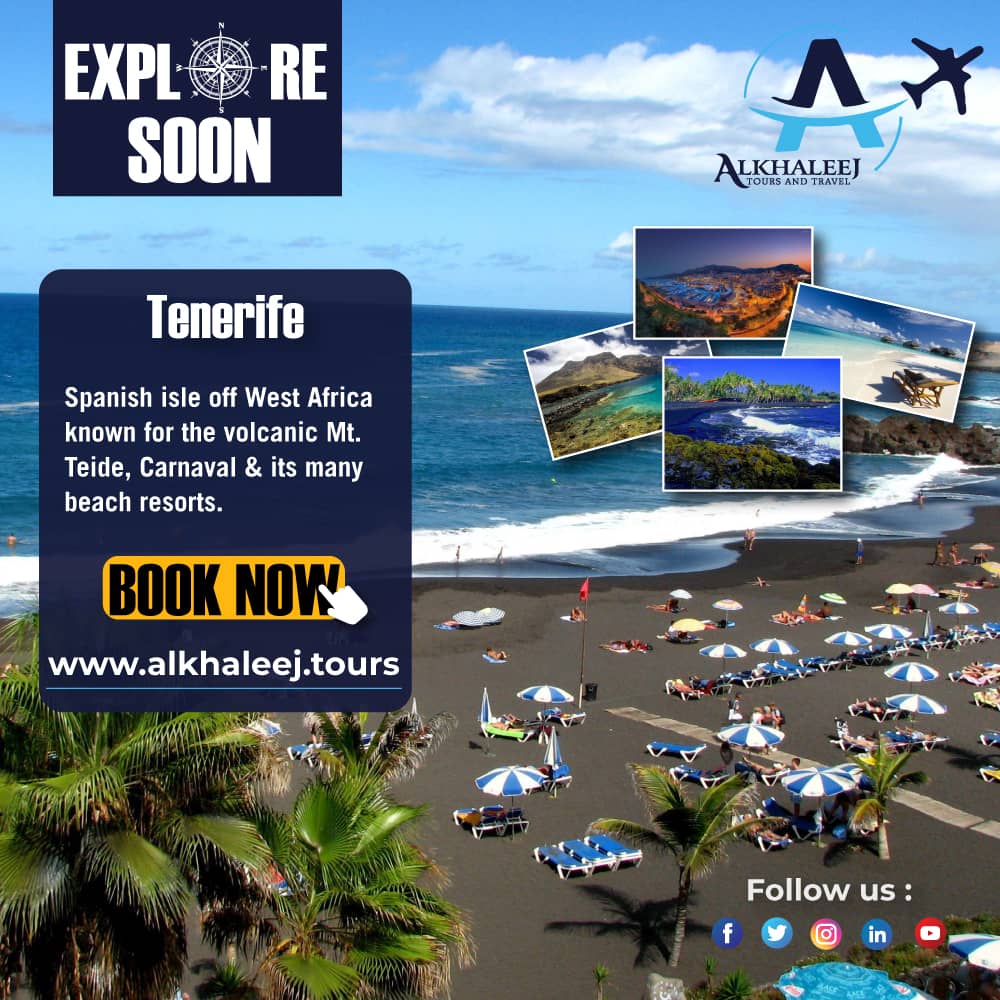 EXPLORE
SOON
ALKHALEEJ
TOURS AND TRAVEL
Tenerife
Spanish isle off West Africa
known for the volcanic Mt.
Teide, Carnaval & its many
beach resorts.
BOOK NOW
www.alkhaleej.tours
Follow us :